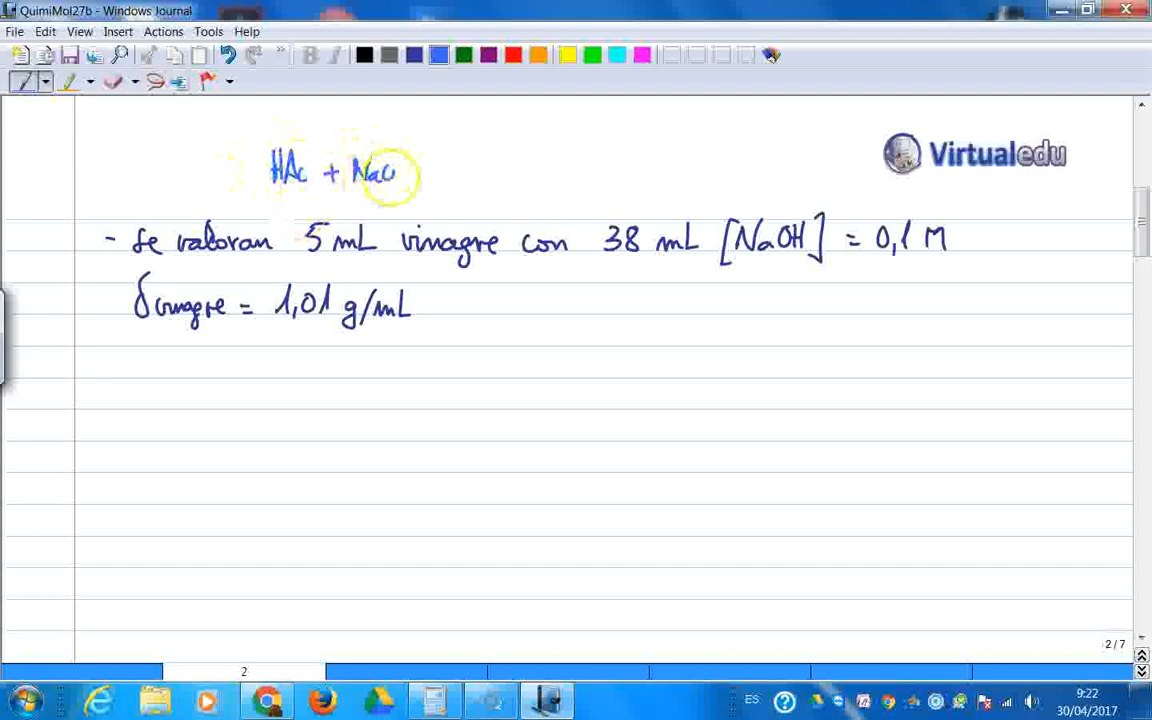 QuimiMol27b - Windows Journal
File Edit View Insert Actions Tools Help
B I
HAc + NaO
Virtualedu
- Se valoran 5 mL vinagre con 38 mL [NaOH] = 0,1 M
δvinagre = 1,01 g/mL
2 / 7
2
ES
9:22
30/04/2017